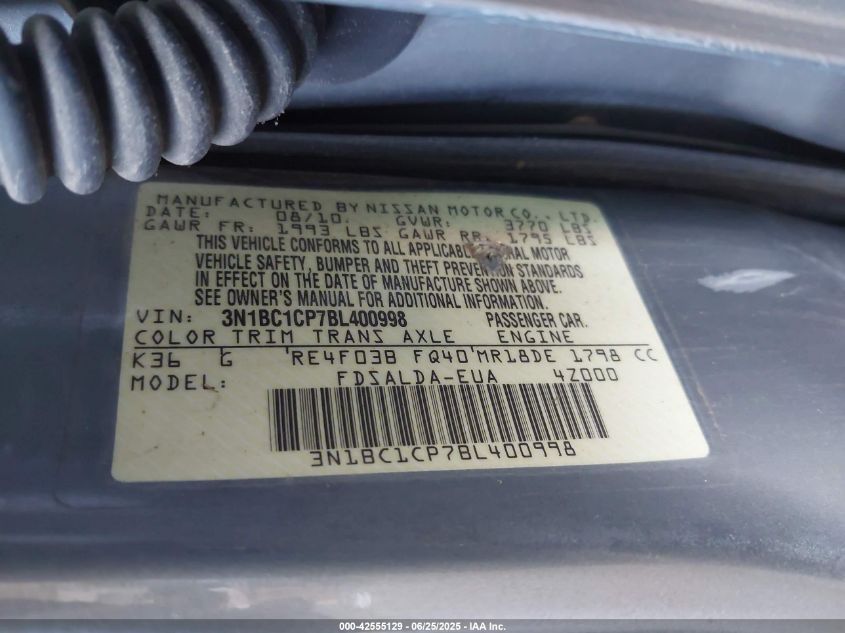 MANUFACTURED BY NISSAN MOTOR CO., LTD.
DATE: 08/10. GVWR: 3770 LBS
GAWR FR: 1993 LBS GAWR RR: 1795 LBS
THIS VEHICLE CONFORMS TO ALL APPLICABLE MOTOR
VEHICLE SAFETY, BUMPER AND THEFT PREVENTION STANDARDS
IN EFFECT ON THE DATE OF MANUFACTURE SHOWN ABOVE.
SEE OWNER'S MANUAL FOR ADDITIONAL INFORMATION.
VIN: 3N1BC1CP7BL400998 PASSENGER CAR.
COLOR TRIM TRANS AXLE ENGINE
K36 G RE4F03B FQ40 MR18DE 1798 CC
MODEL: FDSALDA-EUA 4Z000
3N1BC1CP7BL400998
000-42555129 - 06/25/2025 - IAA Inc.